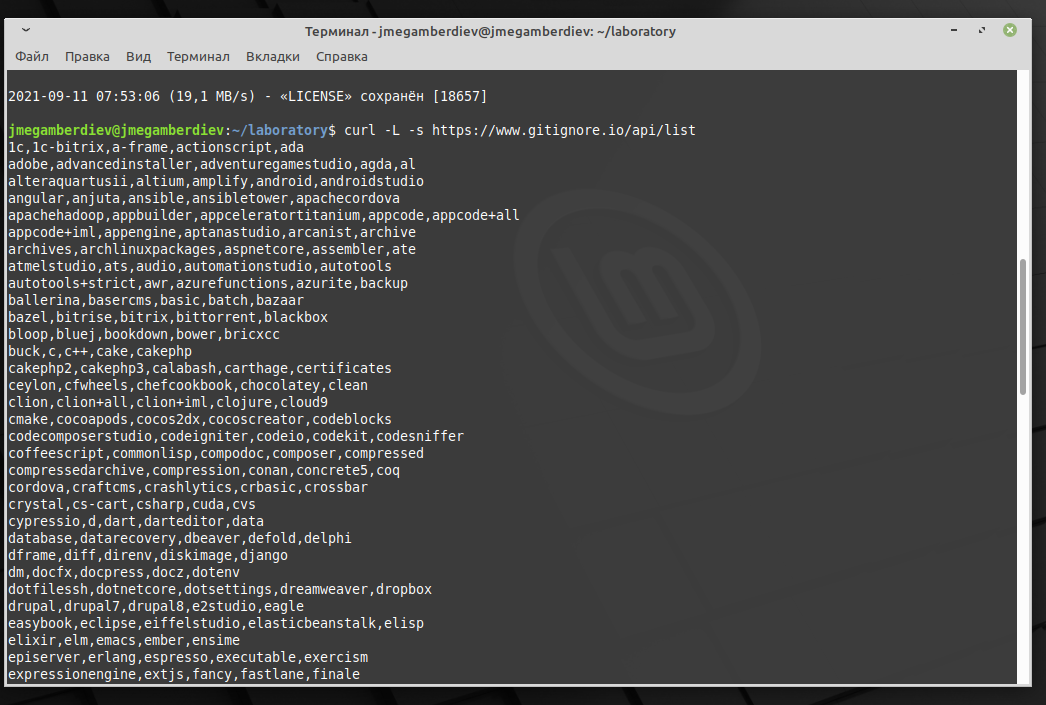 Терминал - jmegamberdiev@jmegamberdiev: ~/laboratory
Файл Правка Вид Терминал Вкладки Справка
2021-09-11 07:53:06 (19,1 MB/s) - «LICENSE» сохранён [18657]
jmegamberdiev@jmegamberdiev:~/laboratory$ curl -L -s https://www.gitignore.io/api/list
1c,1c-bitrix,a-frame,actionscript,ada
adobe,advancedinstaller,adventuregamestudio,agda,al
alteraquartusii,altium,amplify,android,androidstudio
angular,anjuta,ansible,ansibletower,apachecordova
apachehadoop,appbuilder,appceleratortitanium,appcode,appcode+all
appcode+iml,appengine,aptanastudio,arcanist,archive
archives,archlinuxpackages,aspnetcore,assembler,ate
atmelstudio,ats,audio,automationstudio,autotools
autotools+strict,awr,azurefunctions,azurite,backup
ballerina,basercms,basic,batch,bazaar
bazel,bitrise,bitrix,bittorrent,blackbox
bloop,bluej,bookdown,bower,bricxcc
buck,c,c++,cake,cakephp
cakephp2,cakephp3,calabash,carthage,certificates
ceylon,cfwheels,chefcookbook,chocolatey,clean
clion,clion+all,clion+iml,clojure,cloud9
cmake,cocoapods,cocos2dx,cocoscreator,codeblocks
codecomposerstudio,codeigniter,codeio,codekit,codesniffer
coffeescript,commonlisp,compodoc,composer,compressed
compressedarchive,compression,conan,concrete5,coq
cordova,craftcms,crashlytics,crbasic,crossbar
crystal,cs-cart,csharp,cuda,cvs
cypressio,d,dart,darteditor,data
database,datarecovery,dbeaver,defold,delphi
dframe,diff,direnv,diskimage,django
dm,docfx,docpress,docz,dotenv
dotfilessh,dotnetcore,dotsettings,dreamweaver,dropbox
drupal,drupal7,drupal8,e2studio,eagle
easybook,eclipse,eiffelstudio,elasticbeanstalk,elisp
elixir,elm,emacs,ember,ensime
episerver,erlang,espresso,executable,exercism
expressionengine,extjs,fancy,fastlane,finale